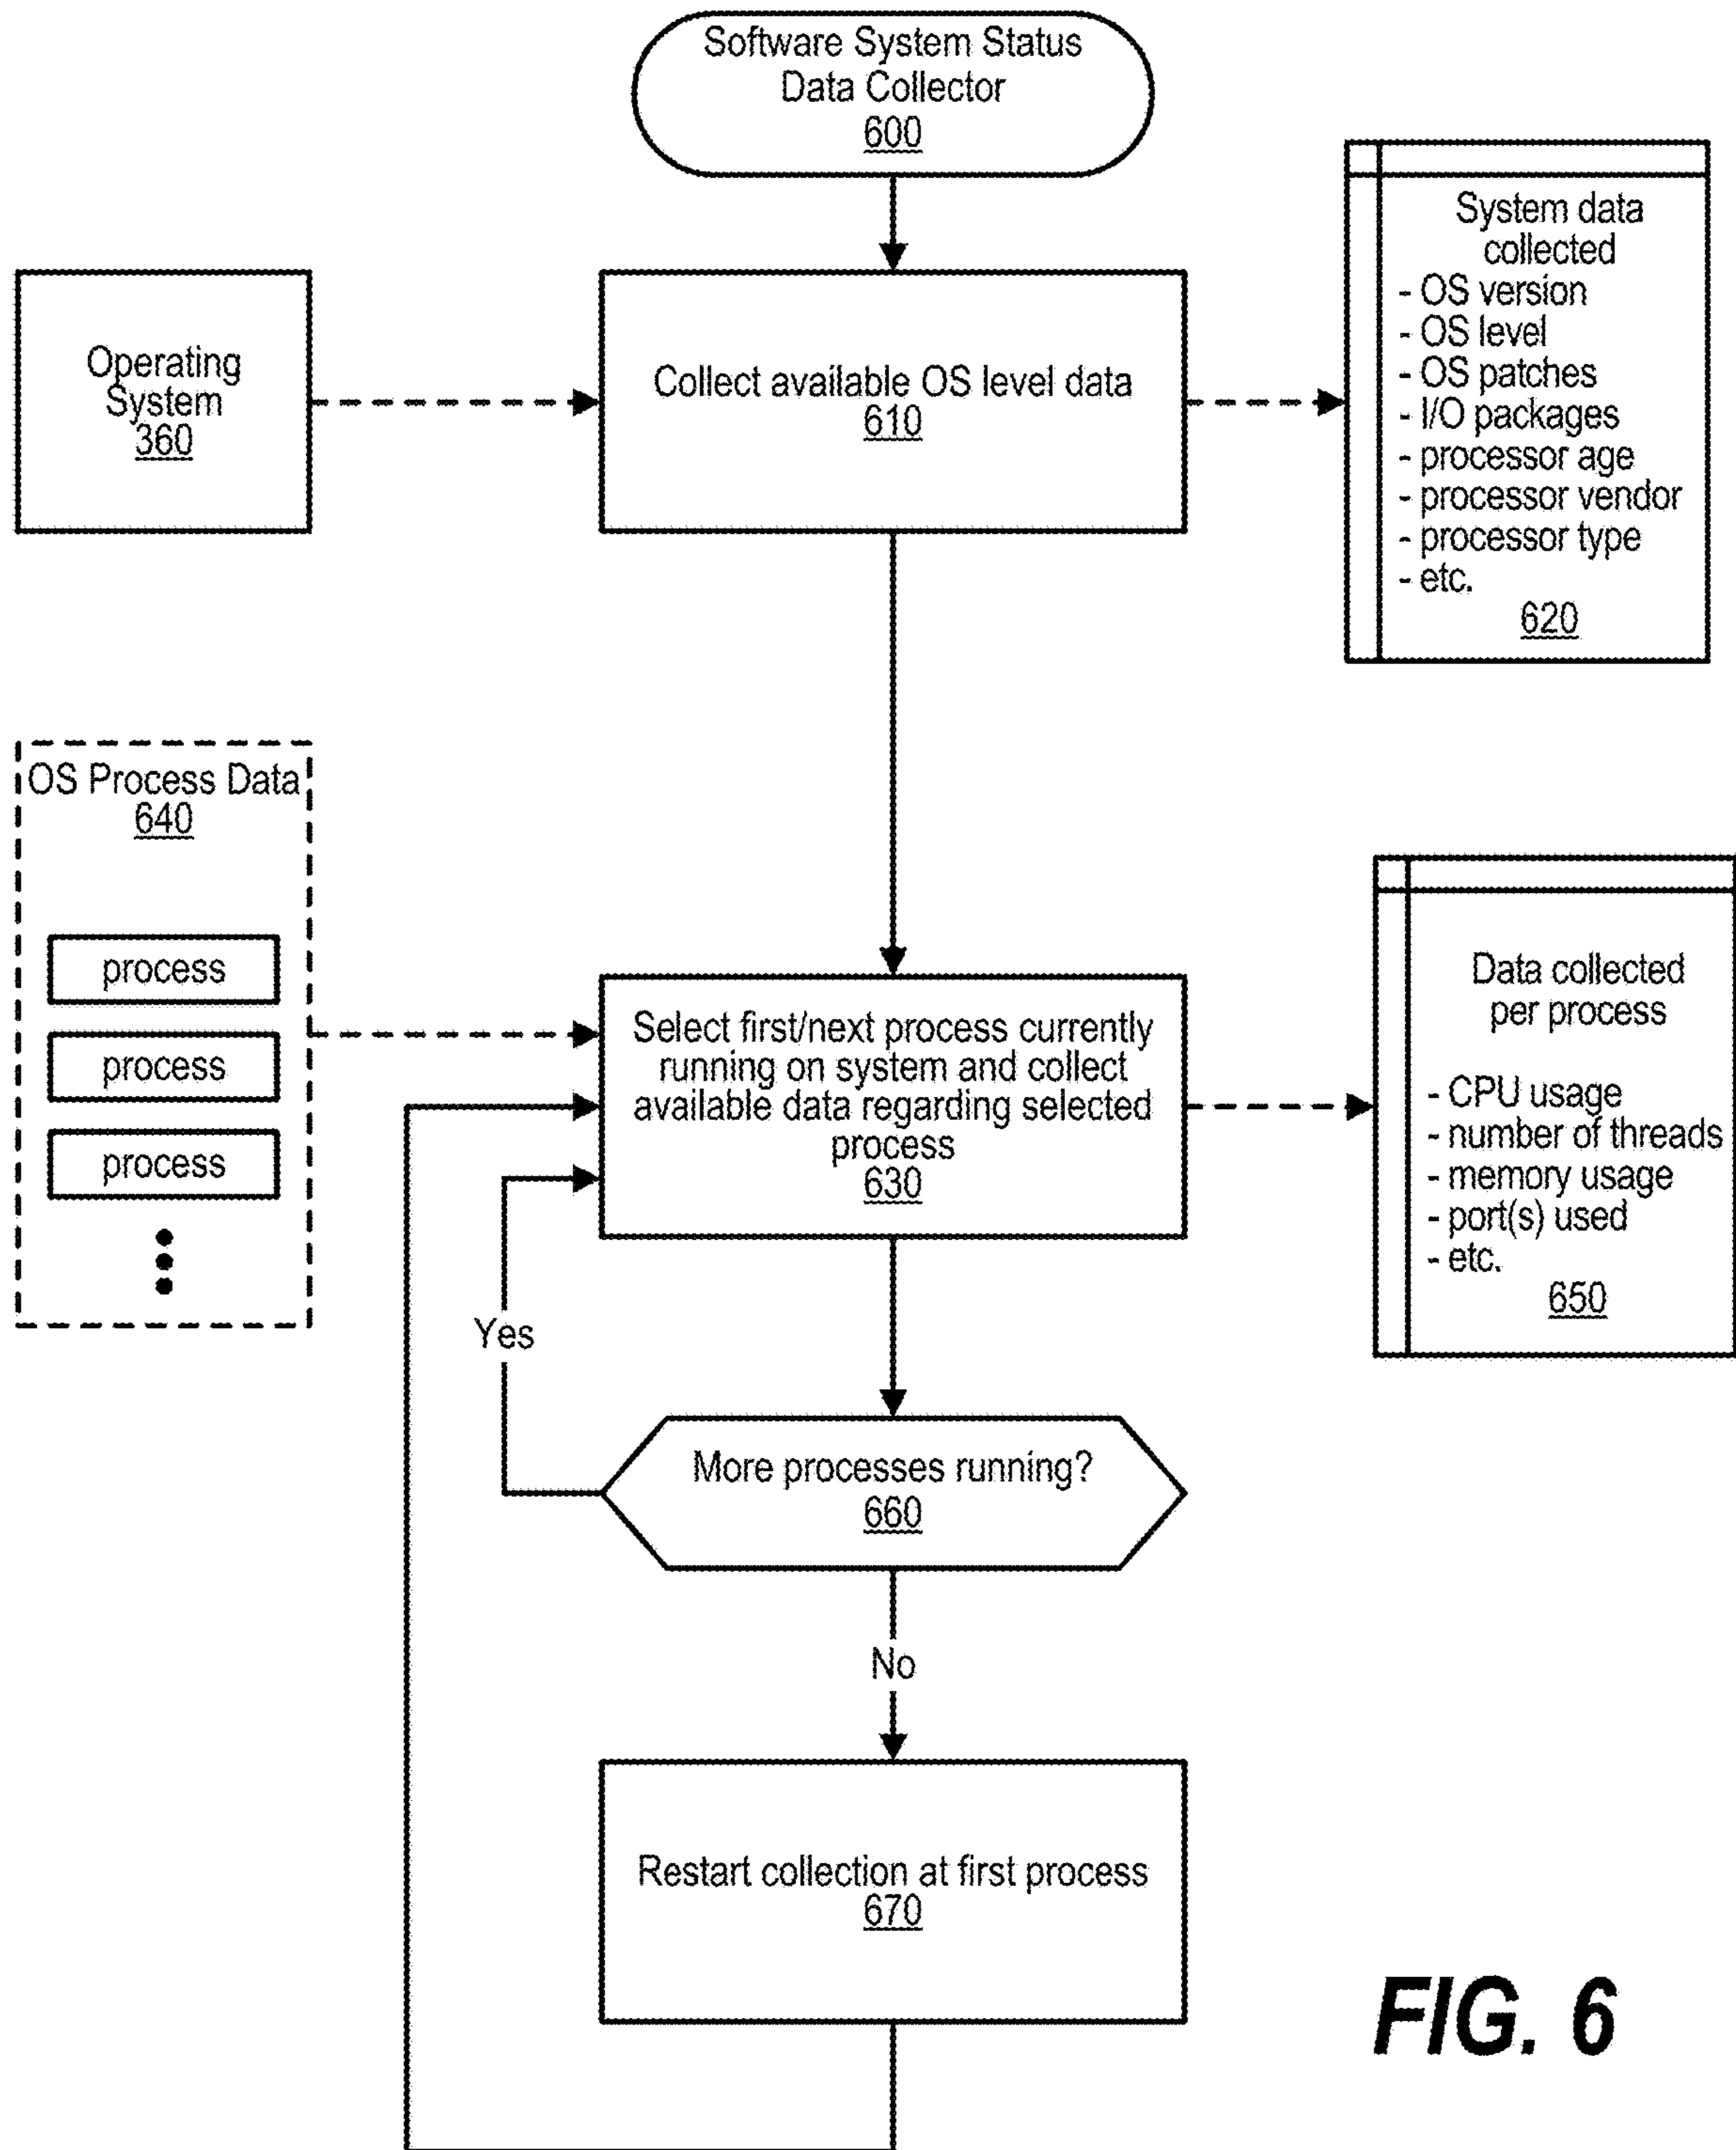 Software System Status
Data Collector
600
Operating
System
360
Collect available OS level data
610
System data
collected
- OS version
- OS level
- OS patches
- I/O packages
- processor age
- processor vendor
- processor type
- etc.
620
OS Process Data
640
process
process
process
Select first/next process currently
running on system and collect
available data regarding selected
process
630
Data collected
per process
- CPU usage
- number of threads
- memory usage
- port(s) used
- etc.
650
Yes
More processes running?
660
No
Restart collection at first process
670
FIG. 6